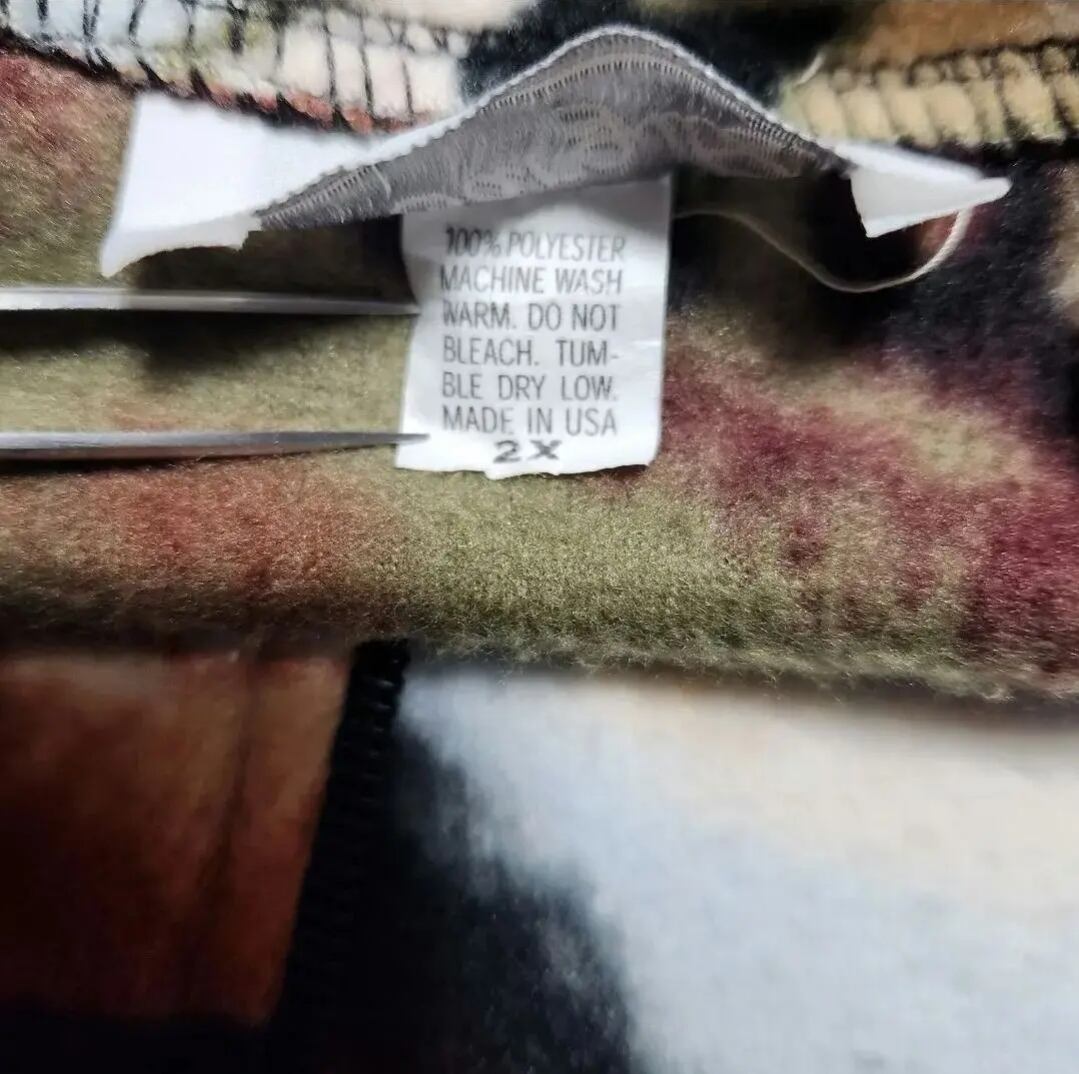 100% POLYESTER
MACHINE WASH
WARM. DO NOT
BLEACH. TUM-
BLE DRY LOW.
MADE IN USA
2X